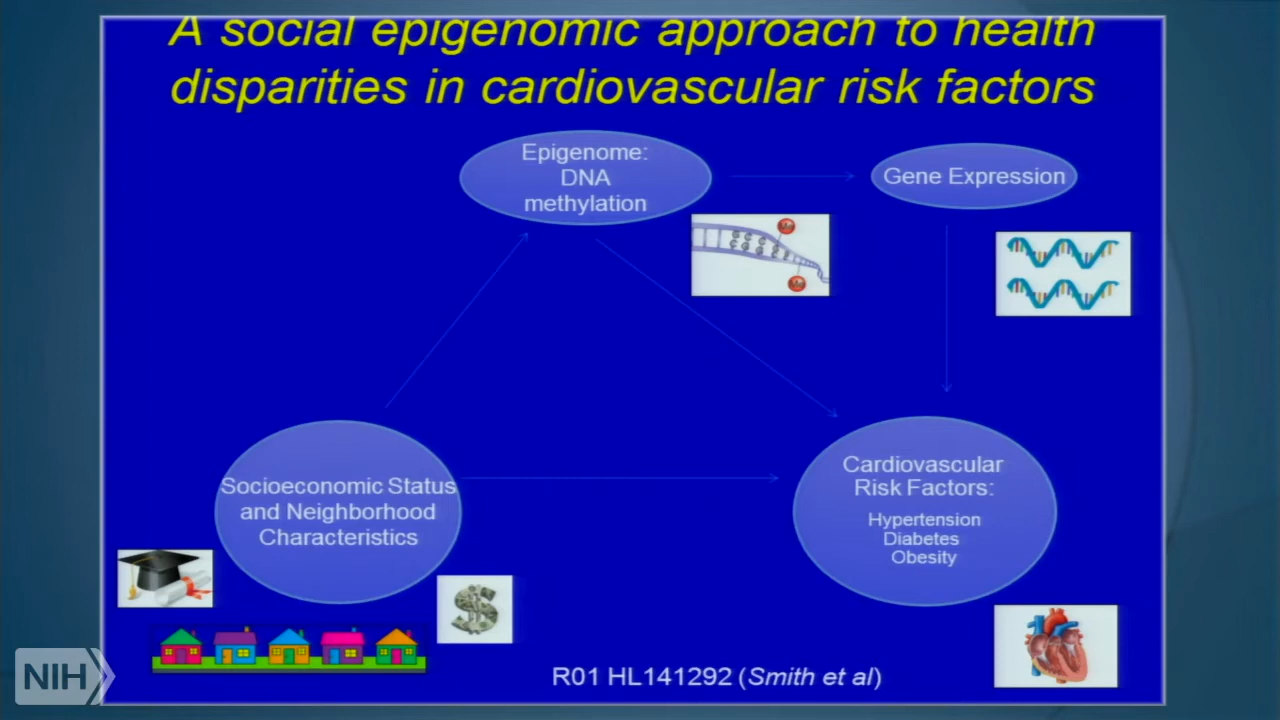 A social epigenomic approach to health
disparities in cardiovascular risk factors
Epigenome:
DNA
methylation
Gene Expression
Socioeconomic Status
and Neighborhood
Characteristics
Cardiovascular
Risk Factors:
Hypertension
Diabetes
Obesity
$
R01 HL141292 (Smith et al)
NIH